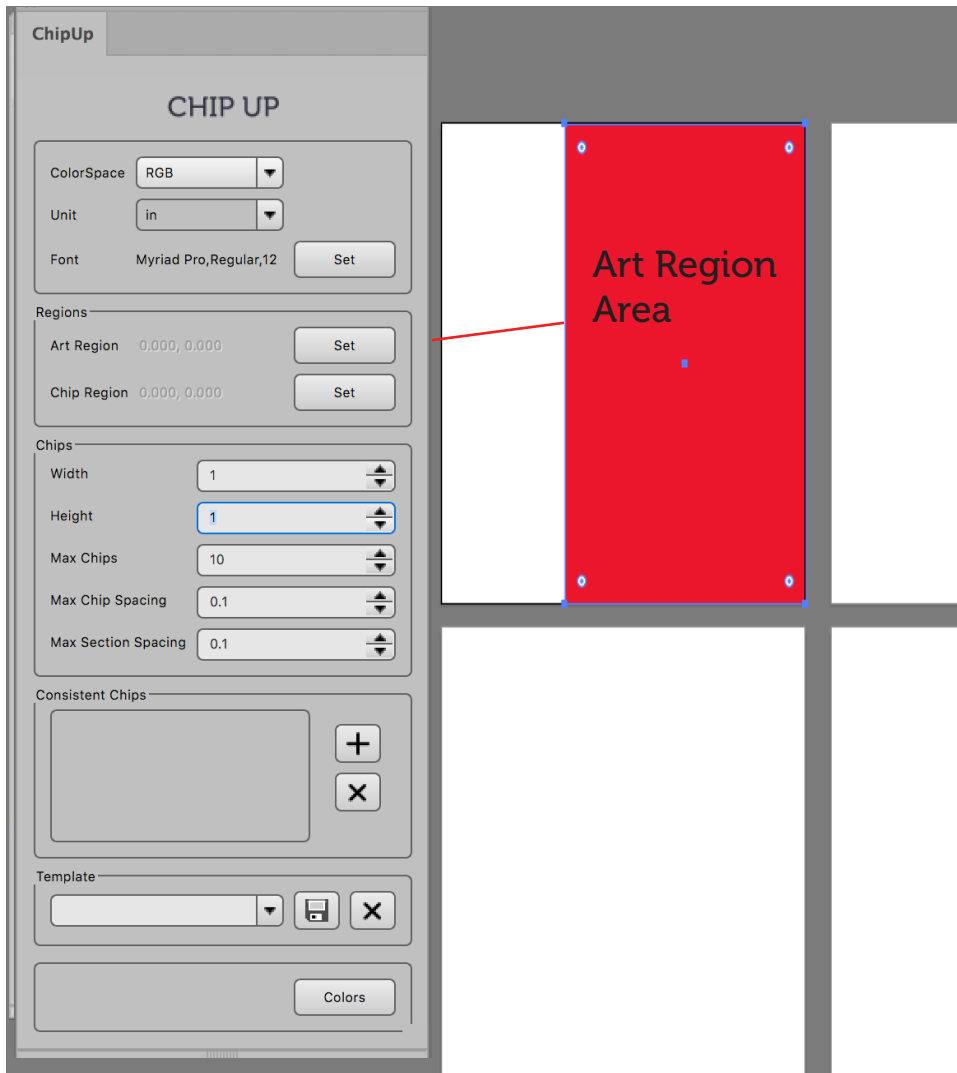 ChipUp
CHIP UP
ColorSpace RGB
Unit in
Font Myriad Pro,Regular,12 Set
Regions
Art Region 0.000, 0.000 Set
Chip Region 0.000, 0.000 Set
Chips
Width 1
Height 1
Max Chips 10
Max Chip Spacing 0.1
Max Section Spacing 0.1
Consistent Chips
Template
Colors
Art Region
Area